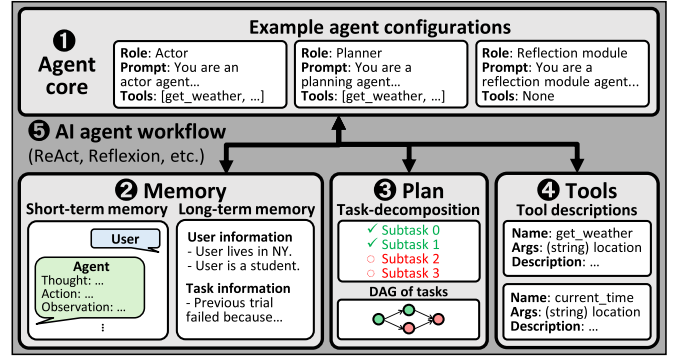 ❶
Agent
core
Example agent configurations
Role: Actor
Prompt: You are an
actor agent...
Tools: [get_weather, ...]
Role: Planner
Prompt: You are a
planning agent...
Tools: [get_weather, ...]
Role: Reflection module
Prompt: You are a
reflection module agent...
Tools: None
❺ AI agent workflow
(ReAct, Reflexion, etc.)
❷ Memory
Short-term memory
User
Agent
Thought: ...
Action: ...
Observation: ...
⋮
Long-term memory
User information
- User lives in NY.
- User is a student.
Task information
- Previous trial
failed because...
❸ Plan
Task-decomposition
✓ Subtask 0
✓ Subtask 1
○ Subtask 2
○ Subtask 3
DAG of tasks
❹ Tools
Tool descriptions
Name: get_weather
Args: (string) location
Description: ...
Name: current_time
Args: (string) location
Description: ...